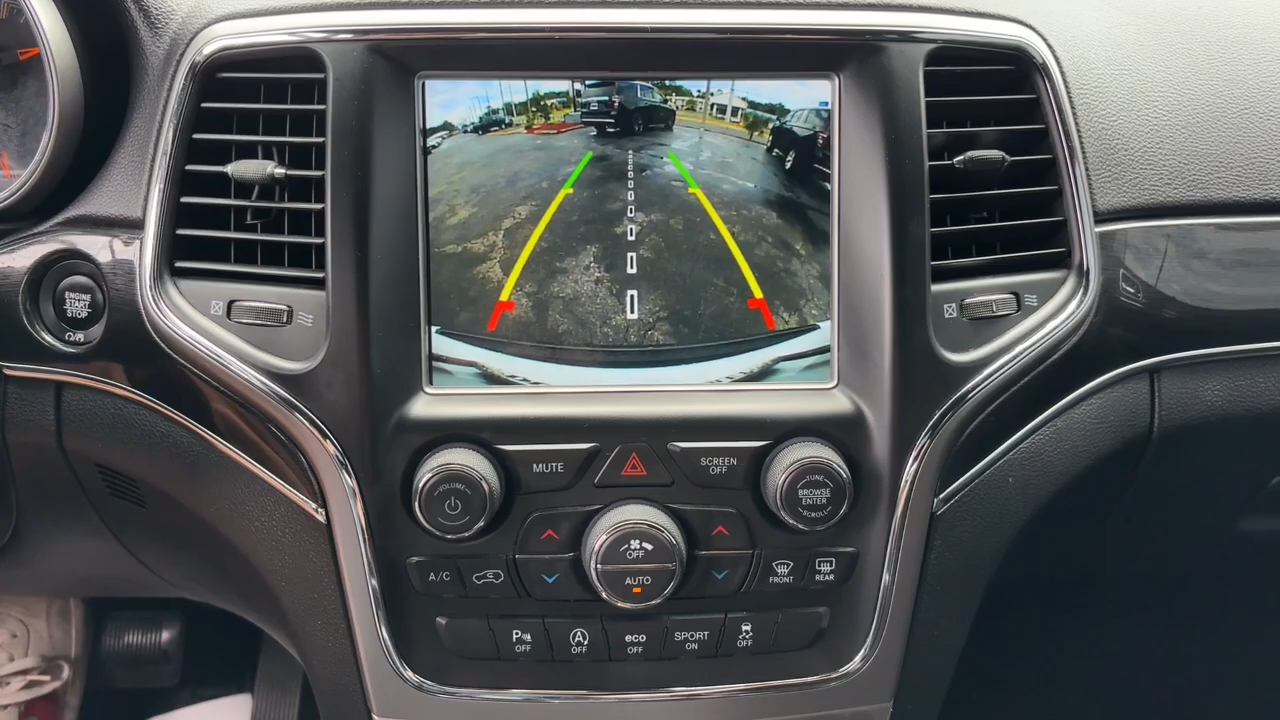 ENGINE
START
STOP
MUTE
SCREEN
OFF
VOLUME
TUNE
BROWSE
ENTER
SCROLL
OFF
AUTO
A/C
FRONT
REAR
P
OFF
A
OFF
eco
OFF
SPORT
ON
OFF